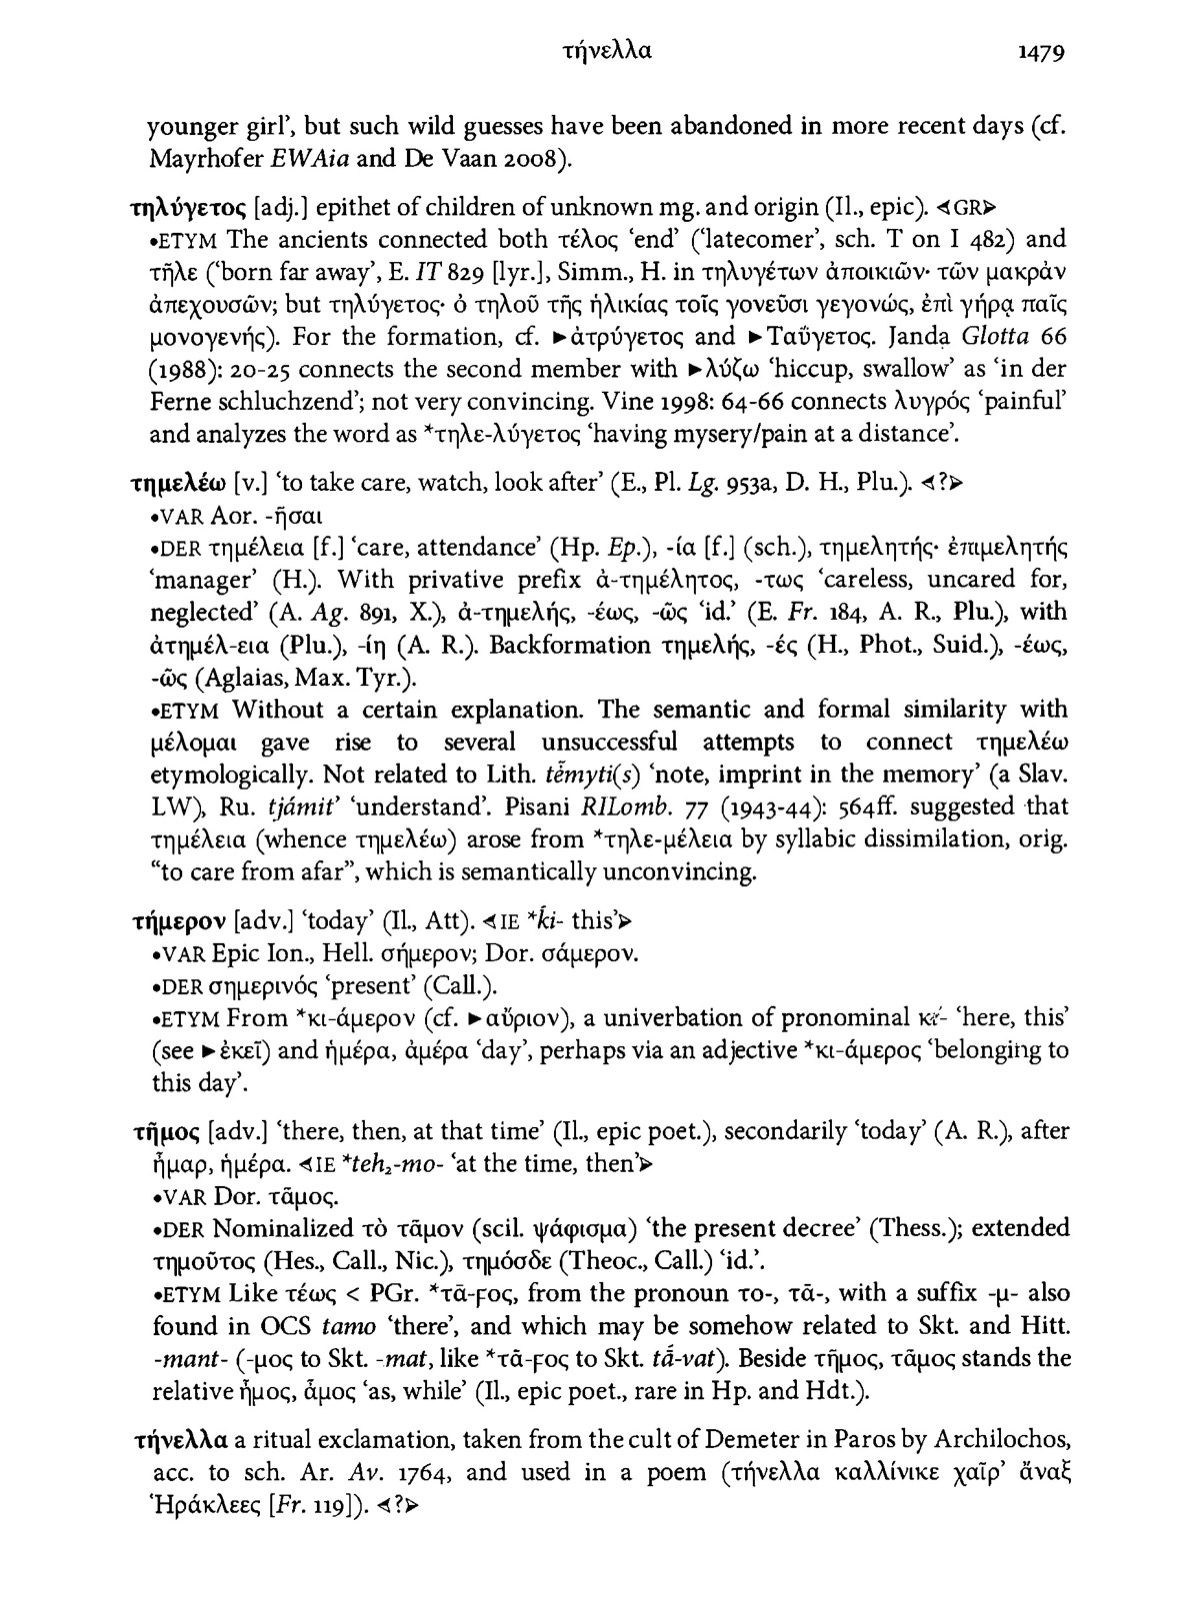 τήνελλα 1479
younger girl’, but such wild guesses have been abandoned in more recent days (cf.
Mayrhofer EWAia and De Vaan 2008).
τηλύγετος [adj.] epithet of children of unknown mg. and origin (Il., epic). ⊲GR⊳
•ETYM The ancients connected both τέλος ‘end’ (‘latecomer’, sch. T on I 482) and
τῆλε (‘born far away’, E. IT 829 [lyr.], Simm., H. in τηλυγέτων ἀποικιῶν· τῶν μακρὰν
ἀπεχουσῶν; but τηλύγετος· ὁ τηλοῦ τῆς ἡλικίας τοῖς γονεῦσι γεγονώς, ἐπὶ γήρᾳ παῖς
μονογενής). For the formation, cf. ►ἀτρύγετος and ►Ταΰγετος. Janda Glotta 66
(1988): 20-25 connects the second member with ►λύζω ‘hiccup, swallow’ as ‘in der
Ferne schluchzend’; not very convincing. Vine 1998: 64-66 connects λυγρός ‘painful’
and analyzes the word as *τηλε-λύγετος ‘having mysery/pain at a distance’.
τημελέω [v.] ‘to take care, watch, look after’ (E., Pl. Lg. 953a, D. H., Plu.). ⊲?⊳
•VAR Aor. -ῆσαι
•DER τημέλεια [f.] ‘care, attendance’ (Hp. Ep.), -ία [f.] (sch.), τημελητής· ἐπιμελητής
‘manager’ (H.). With privative prefix ἀ-τημέλητος, -τως ‘careless, uncared for,
neglected’ (A. Ag. 891, X.), ἀ-τημελής, -έως, -ῶς ‘id.’ (E. Fr. 184, A. R., Plu.), with
ἀτημέλ-εια (Plu.), -ίη (A. R.). Backformation τημελής, -ές (H., Phot., Suid.), -έως,
-ῶς (Aglaias, Max. Tyr.).
•ETYM Without a certain explanation. The semantic and formal similarity with
μέλομαι gave rise to several unsuccessful attempts to connect τημελέω
etymologically. Not related to Lith. tė́myti(s) ‘note, imprint in the memory’ (a Slav.
LW), Ru. tjámit’ ‘understand’. Pisani RILomb. 77 (1943-44): 564ff. suggested that
τημέλεια (whence τημελέω) arose from *τηλε-μέλεια by syllabic dissimilation, orig.
“to care from afar”, which is semantically unconvincing.
τήμερον [adv.] ‘today’ (Il., Att). ⊲IE *ḱi- this’⊳
•VAR Epic Ion., Hell. σήμερον; Dor. σάμερον.
•DER σημερινός ‘present’ (Call.).
•ETYM From *κι-άμερον (cf. ►αὔριον), a univerbation of pronominal κι- ‘here, this’
(see ►ἐκεῖ) and ἡμέρα, ἁμέρα ‘day’, perhaps via an adjective *κι-άμερος ‘belonging to
this day’.
τῆμος [adv.] ‘there, then, at that time’ (Il., epic poet.), secondarily ‘today’ (A. R.), after
ἦμαρ, ἡμέρα. ⊲IE *teh₂-mo- ‘at the time, then’⊳
•VAR Dor. τᾶμος.
•DER Nominalized τὸ τᾶμον (scil. ψάφισμα) ‘the present decree’ (Thess.); extended
τημοῦτος (Hes., Call., Nic.), τημόσδε (Theoc., Call.) ‘id.’.
•ETYM Like τέως < PGr. *τᾱ-ϝος, from the pronoun το-, τᾱ-, with a suffix -μ- also
found in OCS tamo ‘there’, and which may be somehow related to Skt. and Hitt.
-mant- (-μος to Skt. -mat, like *τᾱ-ϝος to Skt. tā́-vat). Beside τῆμος, τᾶμος stands the
relative ἦμος, ἆμος ‘as, while’ (Il., epic poet., rare in Hp. and Hdt.).
τήνελλα a ritual exclamation, taken from the cult of Demeter in Paros by Archilochos,
acc. to sch. Ar. Av. 1764, and used in a poem (τήνελλα καλλίνικε χαῖρ’ ἄναξ
Ἡράκλεες [Fr. 119]). ⊲?⊳